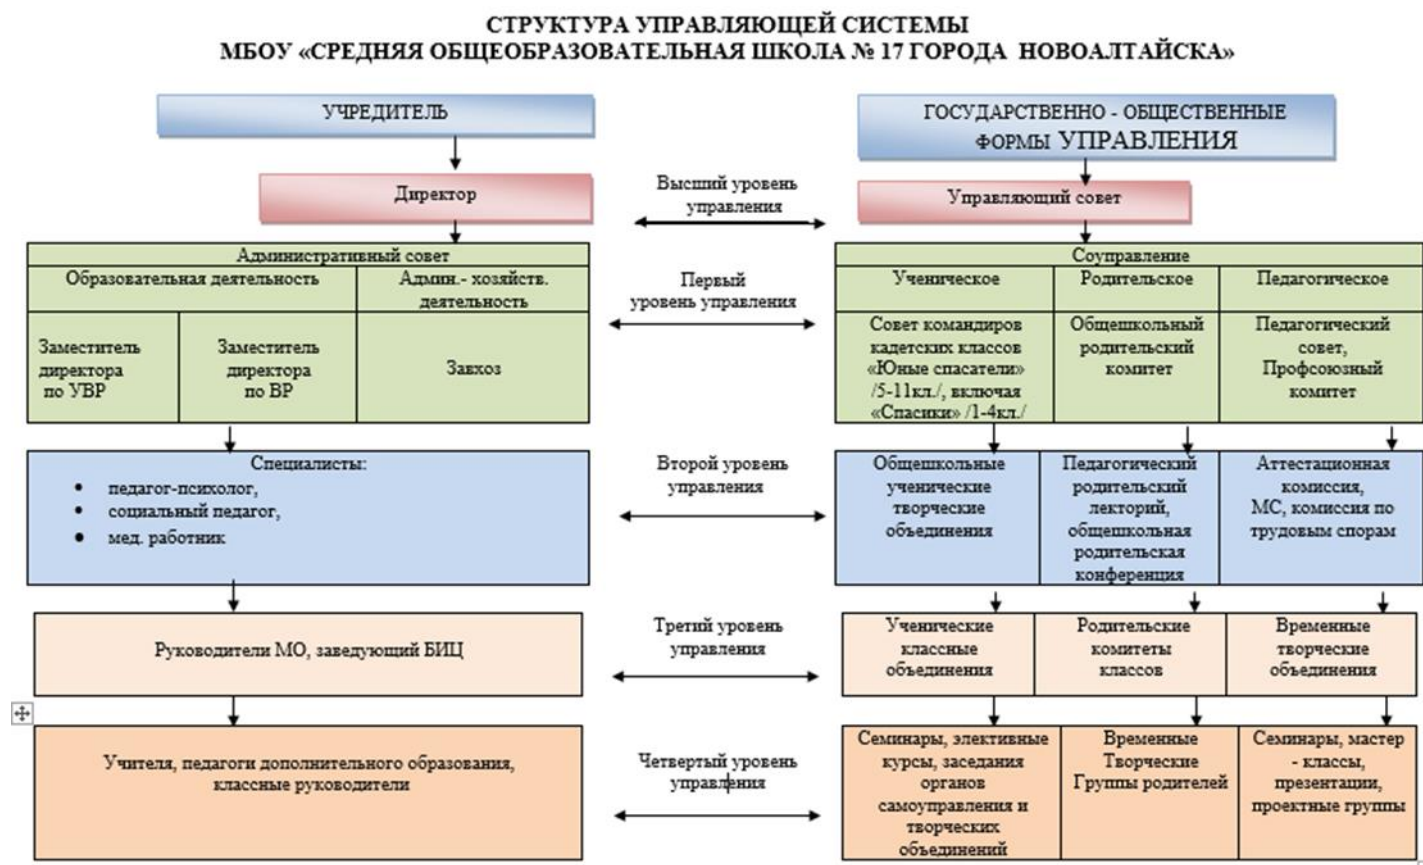 СТРУКТУРА УПРАВЛЯЮЩЕЙ СИСТЕМЫ
МБОУ «СРЕДНЯЯ ОБЩЕОБРАЗОВАТЕЛЬНАЯ ШКОЛА № 17 ГОРОДА НОВОАЛТАЙСКА»
УЧРЕДИТЕЛЬ
ГОСУДАРСТВЕННО - ОБЩЕСТВЕННЫЕ
ФОРМЫ УПРАВЛЕНИЯ
Директор
Высший уровень
управления
Управляющий совет
Административный совет
Образовательная деятельность
Админ.- хозяйств.
деятельность
Заместитель
директора
по УВР
Заместитель
директора
по ВР
Завхоз
Первый
уровень управления
Соуправление
Ученическое
Родительское
Педагогическое
Совет командиров
кадетских классов
«Юные спасатели»
/5-11кл./, включая
«Спасики» /1-4кл./
Общешкольный
родительский
комитет
Педагогический
совет,
Профсоюзный
комитет
Специалисты:
• педагог-психолог,
• социальный педагог,
• мед. работник
Второй уровень
управления
Общешкольные
ученические
творческие
объединения
Педагогический
родительский
лекторий,
общешкольная
родительская
конференция
Аттестационная
комиссия,
МС, комиссия по
трудовым спорам
Руководители МО, заведующий БИЦ
Третий уровень
управления
Ученические
классные
объединения
Родительские
комитеты
классов
Временные
творческие
объединения
Учителя, педагоги дополнительного образования,
классные руководители
Четвертый уровень
управления
Семинары, элективные
курсы, заседания
органов
самоуправления и
творческих
объединений
Временные
Творческие
Группы родителей
Семинары, мастер
- классы,
презентации,
проектные группы